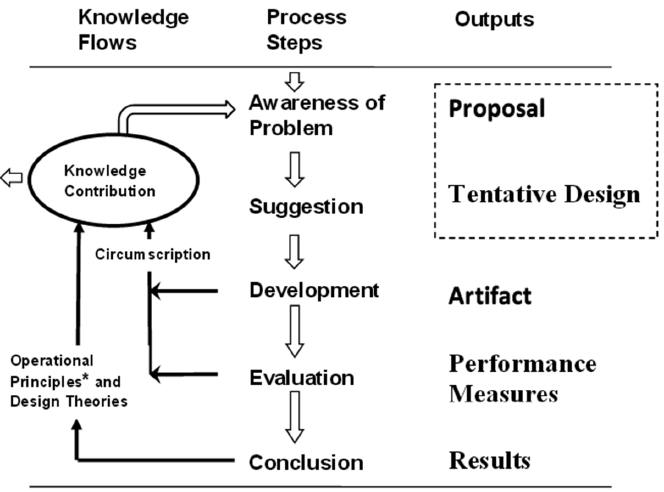 Knowledge
Flows
Process
Steps
Outputs
Awareness of
Problem
Proposal
Knowledge
Contribution
Suggestion
Tentative Design
Circumscription
Development
Artifact
Operational
Principles* and
Design Theories
Evaluation
Performance
Measures
Conclusion
Results